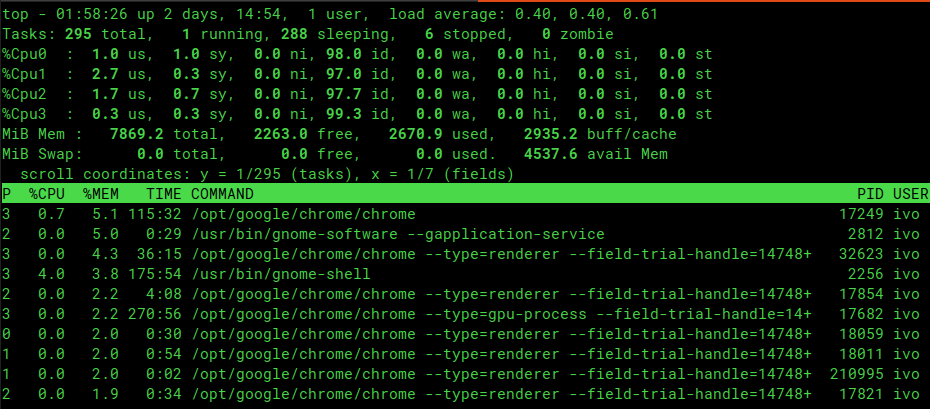 top - 01:58:26 up 2 days, 14:54,  1 user,  load average: 0.40, 0.40, 0.61
Tasks: 295 total,   1 running, 288 sleeping,   6 stopped,   0 zombie
%Cpu0  :  1.0 us,  1.0 sy,  0.0 ni, 98.0 id,  0.0 wa,  0.0 hi,  0.0 si,  0.0 st
%Cpu1  :  2.7 us,  0.3 sy,  0.0 ni, 97.0 id,  0.0 wa,  0.0 hi,  0.0 si,  0.0 st
%Cpu2  :  1.7 us,  0.7 sy,  0.0 ni, 97.7 id,  0.0 wa,  0.0 hi,  0.0 si,  0.0 st
%Cpu3  :  0.3 us,  0.3 sy,  0.0 ni, 99.3 id,  0.0 wa,  0.0 hi,  0.0 si,  0.0 st
MiB Mem :   7869.2 total,   2263.0 free,   2670.9 used,   2935.2 buff/cache
MiB Swap:      0.0 total,      0.0 free,      0.0 used.   4537.6 avail Mem
  scroll coordinates: y = 1/295 (tasks), x = 1/7 (fields)
P  %CPU  %MEM   TIME COMMAND                                                                   PID USER
3   0.7   5.1 115:32 /opt/google/chrome/chrome                                               17249 ivo
2   0.0   5.0   0:29 /usr/bin/gnome-software --gapplication-service                           2812 ivo
3   0.0   4.3  36:15 /opt/google/chrome/chrome --type=renderer --field-trial-handle=14748+   32623 ivo
3   4.0   3.8 175:54 /usr/bin/gnome-shell                                                     2256 ivo
2   0.0   2.2   4:08 /opt/google/chrome/chrome --type=renderer --field-trial-handle=14748+   17854 ivo
3   0.0   2.2 270:56 /opt/google/chrome/chrome --type=gpu-process --field-trial-handle=14+   17682 ivo
0   0.0   2.0   0:30 /opt/google/chrome/chrome --type=renderer --field-trial-handle=14748+   18059 ivo
1   0.0   2.0   0:54 /opt/google/chrome/chrome --type=renderer --field-trial-handle=14748+   18011 ivo
1   0.0   2.0   0:02 /opt/google/chrome/chrome --type=renderer --field-trial-handle=14748+  210995 ivo
2   0.0   1.9   0:34 /opt/google/chrome/chrome --type=renderer --field-trial-handle=14748+   17821 ivo